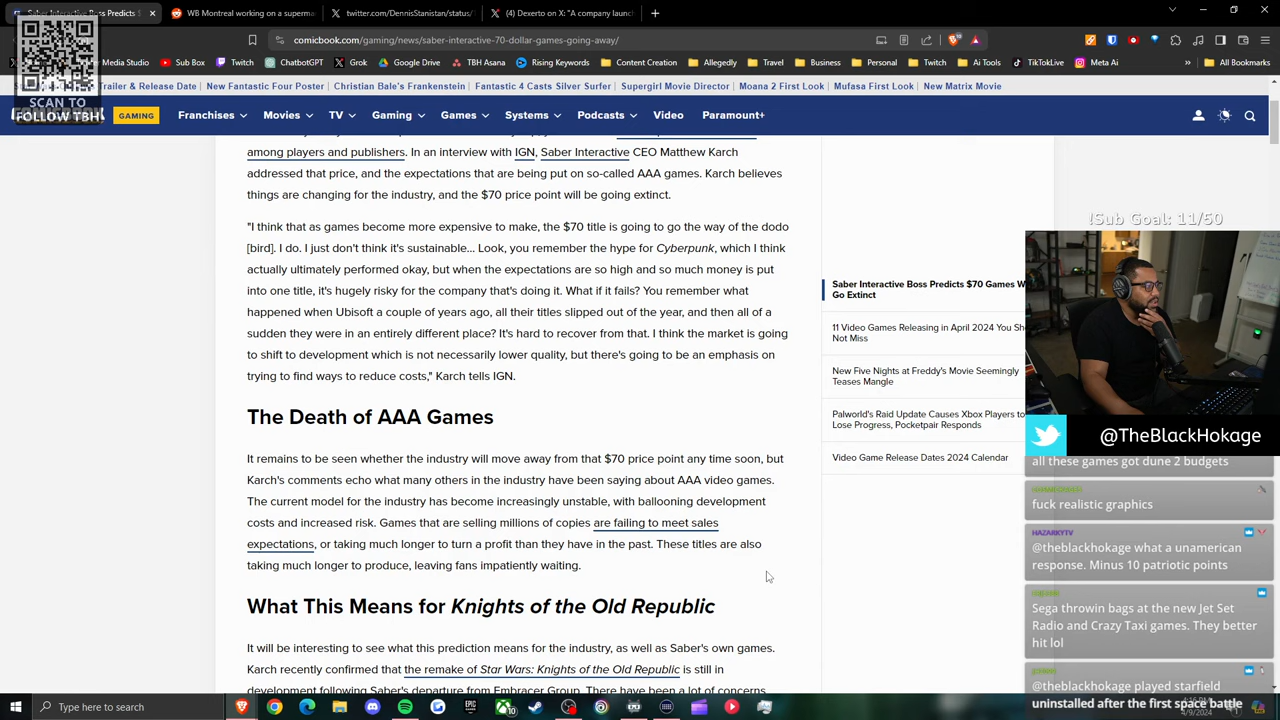 Saber Interactive Boss Predicts $
WB Montreal working on a superma
twitter.com/DennisStanistan/status/
(4) Dexerto on X: "A company launc
comicbook.com/gaming/news/saber-interactive-70-dollar-games-going-away/
Media Studio
Sub Box
Twitch
ChatbotGPT
Grok
Google Drive
TBH Asana
Rising Keywords
Content Creation
Allegedly
Travel
Business
Personal
Twitch
Ai Tools
TikTokLive
Meta Ai
All Bookmarks
SCAN TO
FOLLOW TBH!
Trailer & Release Date
New Fantastic Four Poster
Christian Bale's Frankenstein
Fantastic 4 Casts Silver Surfer
Supergirl Movie Director
Moana 2 First Look
Mufasa First Look
New Matrix Movie
GAMING
Franchises
Movies
TV
Gaming
Games
Systems
Podcasts
Video
Paramount+
among players and publishers. In an interview with IGN, Saber Interactive CEO Matthew Karch
addressed that price, and the expectations that are being put on so-called AAA games. Karch believes
things are changing for the industry, and the $70 price point will be going extinct.
"I think that as games become more expensive to make, the $70 title is going to go the way of the dodo
[bird]. I do. I just don't think it's sustainable... Look, you remember the hype for Cyberpunk, which I think
actually ultimately performed okay, but when the expectations are so high and so much money is put
into one title, it's hugely risky for the company that's doing it. What if it fails? You remember what
happened when Ubisoft a couple of years ago, all their titles slipped out of the year, and then all of a
sudden they were in an entirely different place? It's hard to recover from that. I think the market is going
to shift to development which is not necessarily lower quality, but there's going to be an emphasis on
trying to find ways to reduce costs," Karch tells IGN.
The Death of AAA Games
It remains to be seen whether the industry will move away from that $70 price point any time soon, but
Karch's comments echo what many others in the industry have been saying about AAA video games.
The current model for the industry has become increasingly unstable, with ballooning development
costs and increased risk. Games that are selling millions of copies are failing to meet sales
expectations, or taking much longer to turn a profit than they have in the past. These titles are also
taking much longer to produce, leaving fans impatiently waiting.
What This Means for Knights of the Old Republic
It will be interesting to see what this prediction means for the industry, as well as Saber's own games.
Karch recently confirmed that the remake of Star Wars: Knights of the Old Republic is still in
development following Saber's departure from Embracer Group. There have been a lot of concerns
Saber Interactive Boss Predicts $70 Games W
Go Extinct
11 Video Games Releasing in April 2024 You Sh
Not Miss
New Five Nights at Freddy's Movie Seemingly
Teases Mangle
Palworld's Raid Update Causes Xbox Players to
Lose Progress, Pocketpair Responds
Video Game Release Dates 2024 Calendar
!Sub Goal: 11/50
@TheBlackHokage
all these games got dune 2 budgets
fuck realistic graphics
HAZARKYTV
@theblackhokage what a unamerican
response. Minus 10 patriotic points
Sega throwin bags at the new Jet Set
Radio and Crazy Taxi games. They better
hit lol
@theblackhokage played starfield
uninstalled after the first space battle
Type here to search
4/9/2024